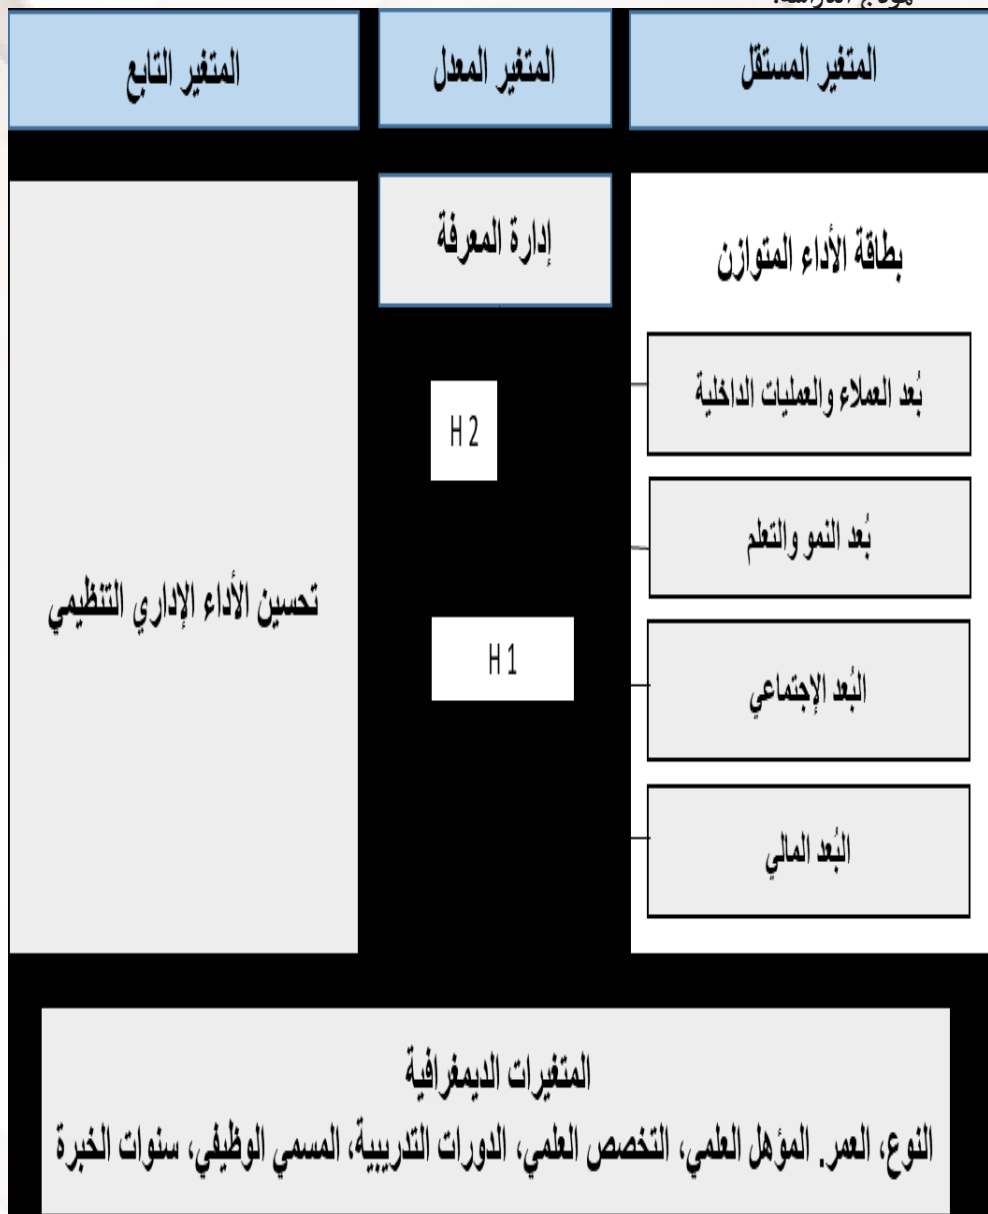 نموذج الدراسة:
المتغير المستقل
المتغير المعدل
المتغير التابع
بطاقة الأداء المتوازن
بُعد العملاء والعمليات الداخلية
بُعد النمو والتعلم
البُعد الإجتماعي
البُعد المالي
إدارة المعرفة
H 2
H 1
تحسين الأداء الإداري التنظيمي
المتغيرات الديمغرافية
النوع، العمر. المؤهل العلمي، التخصص العلمي، الدورات التدريبية، المسمي الوظيفي، سنوات الخبرة